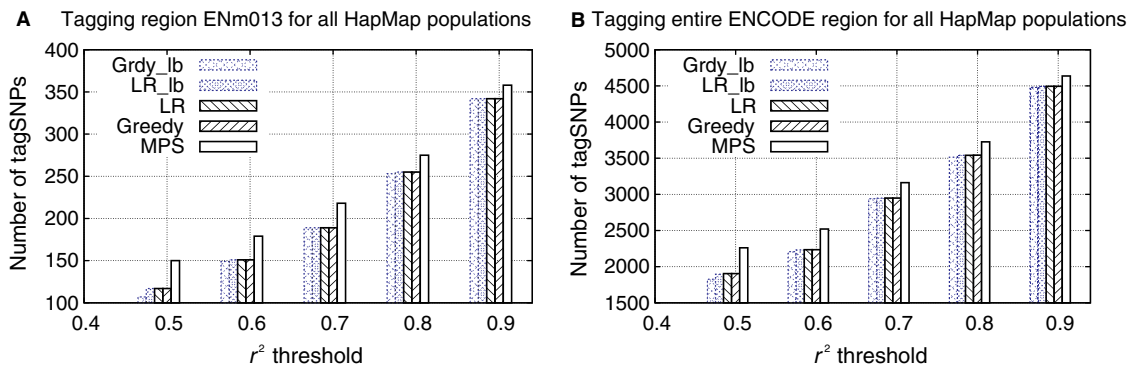 A Tagging region ENm013 for all HapMap populations
400
350
300
250
200
150
100
Number of tagSNPs
Grdy_lb
LR_lb
LR
Greedy
MPS
0.4 0.5 0.6 0.7 0.8 0.9
r² threshold
B Tagging entire ENCODE region for all HapMap populations
5000
4500
4000
3500
3000
2500
2000
1500
Number of tagSNPs
Grdy_lb
LR_lb
LR
Greedy
MPS
0.4 0.5 0.6 0.7 0.8 0.9
r² threshold